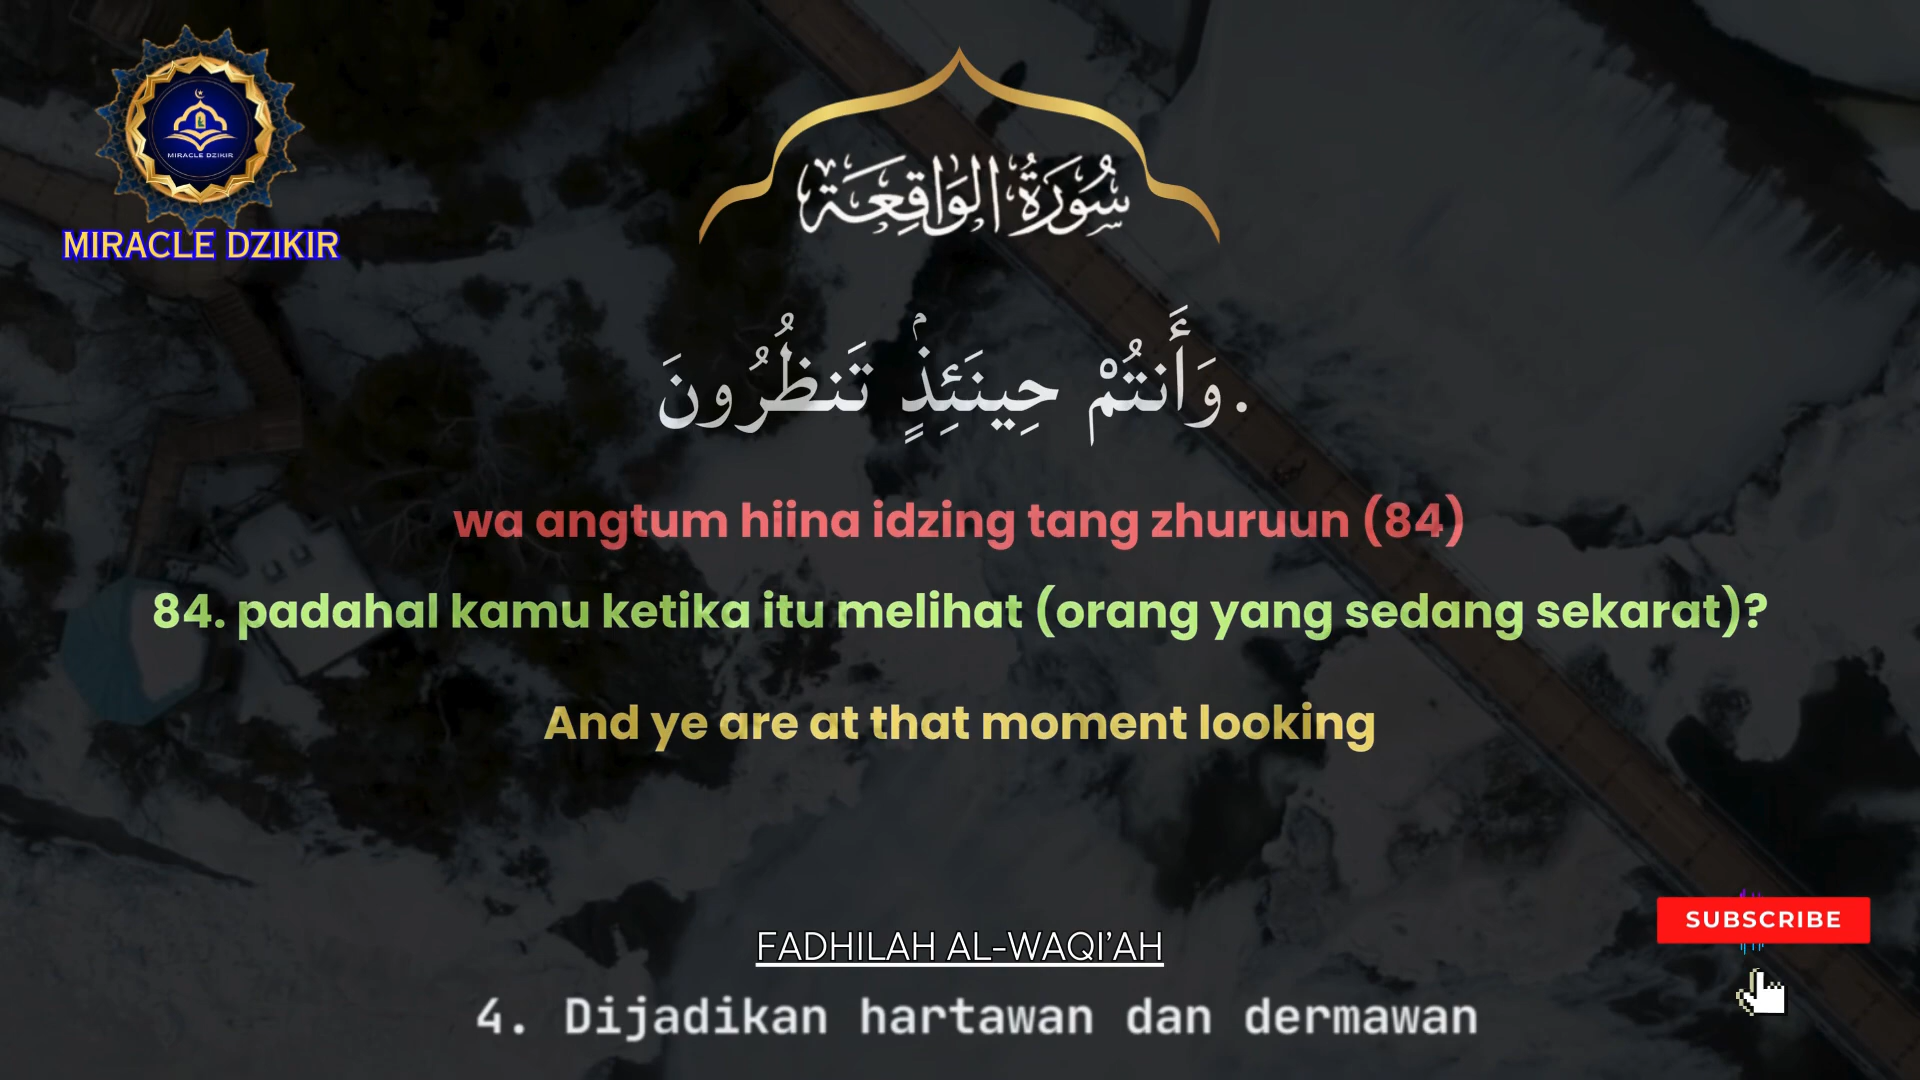 MIRACLE DZIKIR
MIRACLE DZIKIR
سُورَةُ الوَاقِعَة
.وَأَنتُمْ حِينَئِذٍۢ تَنظُرُونَ
wa angtum hiina idzing tang zhuruun (84)
84. padahal kamu ketika itu melihat (orang yang sedang sekarat)?
And ye are at that moment looking
SUBSCRIBE
FADHILAH AL-WAQI'AH
4. Dijadikan hartawan dan dermawan